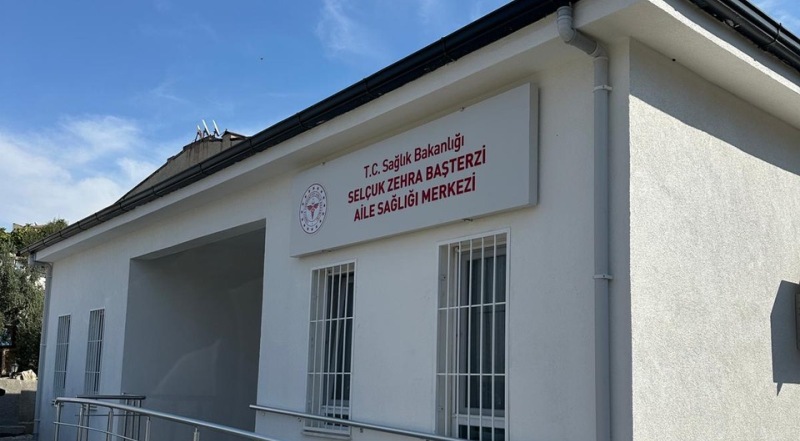 T.C. Sağlık Bakanlığı
SELÇUK ZEHRA BAŞTERZİ
AİLE SAĞLIĞI MERKEZİ